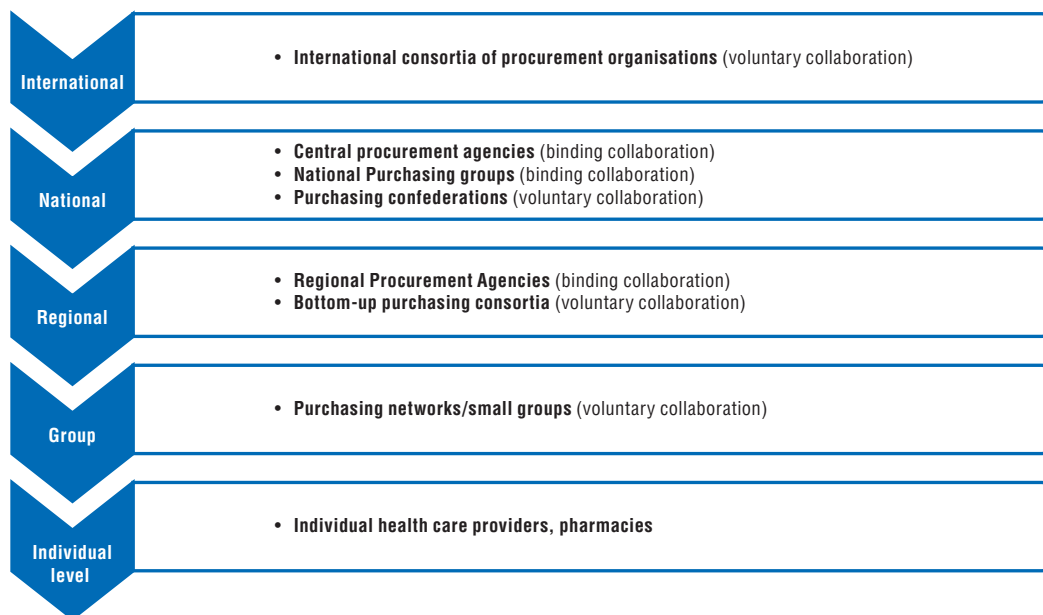 International
• International consortia of procurement organisations (voluntary collaboration)
National
• Central procurement agencies (binding collaboration)
• National Purchasing groups (binding collaboration)
• Purchasing confederations (voluntary collaboration)
Regional
• Regional Procurement Agencies (binding collaboration)
• Bottom-up purchasing consortia (voluntary collaboration)
Group
• Purchasing networks/small groups (voluntary collaboration)
Individual
level
• Individual health care providers, pharmacies